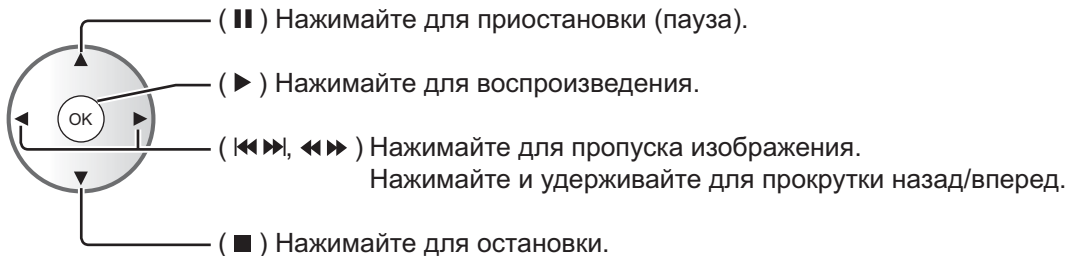 ( ⏸ ) Нажимайте для приостановки (пауза).
( ▶ ) Нажимайте для воспроизведения.
OK
( ⏮ ⏭, ⏪ ⏩ ) Нажимайте для пропуска изображения.
Нажимайте и удерживайте для прокрутки назад/вперед.
( ■ ) Нажимайте для остановки.